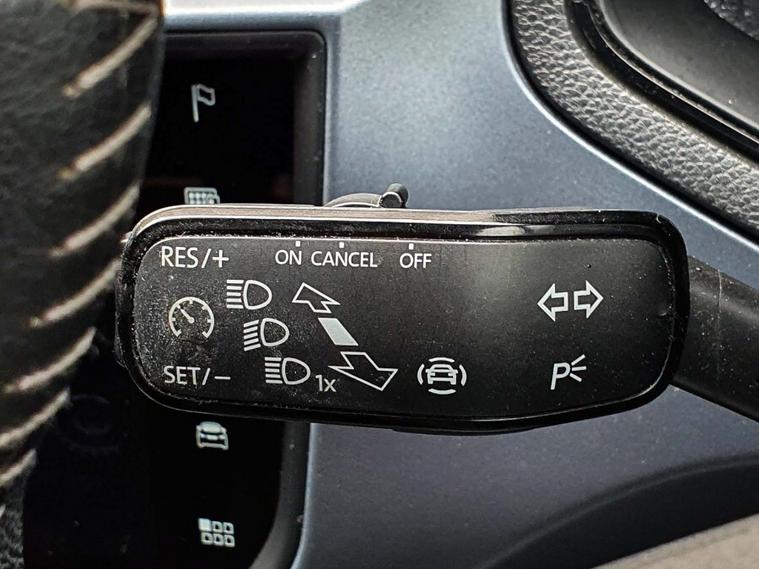 RES/+ ON CANCEL OFF
SET/-
1x
P